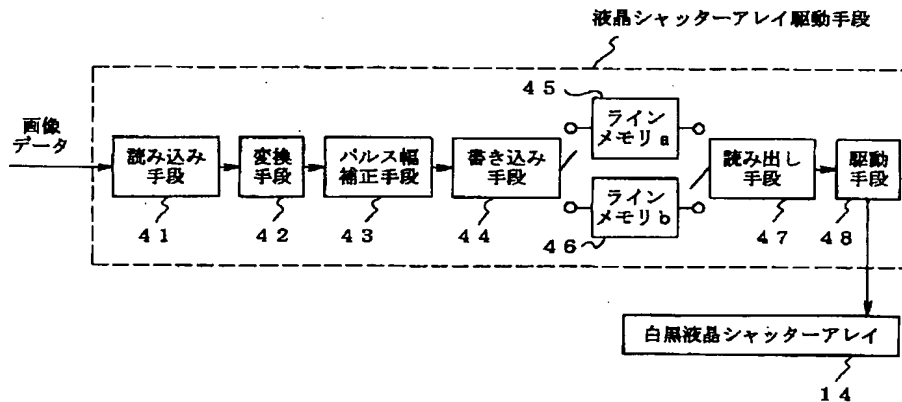 液晶シャッターアレイ駆動手段
画像
データ
読み込み
手段
41
変換
手段
42
パルス幅
補正手段
43
書き込み
手段
44
45
ライン
メモリa
ライン
メモリb
46
読み出し
手段
47
駆動
手段
48
白黒液晶シャッターアレイ
14